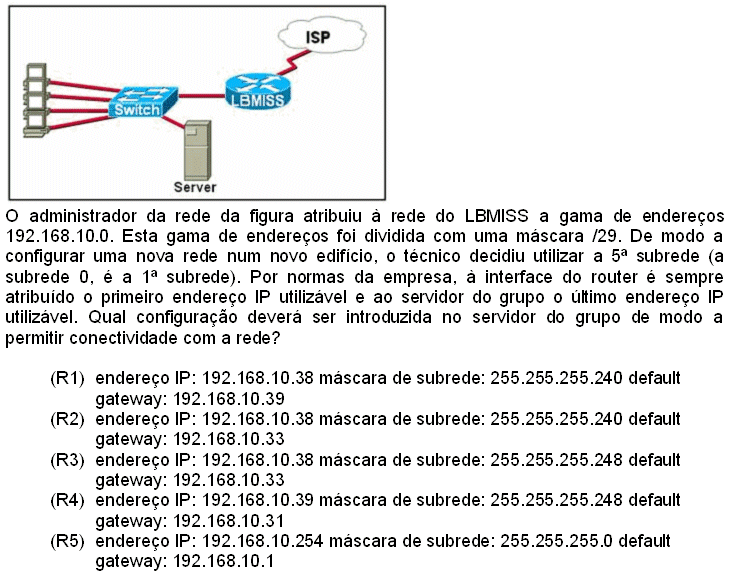 ISP
LBMISS
Switch
Server
O administrador da rede da figura atribuiu à rede do LBMISS a gama de endereços
192.168.10.0. Esta gama de endereços foi dividida com uma máscara /29. De modo a
configurar uma nova rede num novo edifício, o técnico decidiu utilizar a 5ª subrede (a
subrede 0, é a 1ª subrede). Por normas da empresa, à interface do router é sempre
atribuído o primeiro endereço IP utilizável e ao servidor do grupo o último endereço IP
utilizável. Qual configuração deverá ser introduzida no servidor do grupo de modo a
permitir conectividade com a rede?
(R1) endereço IP: 192.168.10.38 máscara de subrede: 255.255.255.240 default
gateway: 192.168.10.39
(R2) endereço IP: 192.168.10.38 máscara de subrede: 255.255.255.240 default
gateway: 192.168.10.33
(R3) endereço IP: 192.168.10.38 máscara de subrede: 255.255.255.248 default
gateway: 192.168.10.33
(R4) endereço IP: 192.168.10.39 máscara de subrede: 255.255.255.248 default
gateway: 192.168.10.31
(R5) endereço IP: 192.168.10.254 máscara de subrede: 255.255.255.0 default
gateway: 192.168.10.1